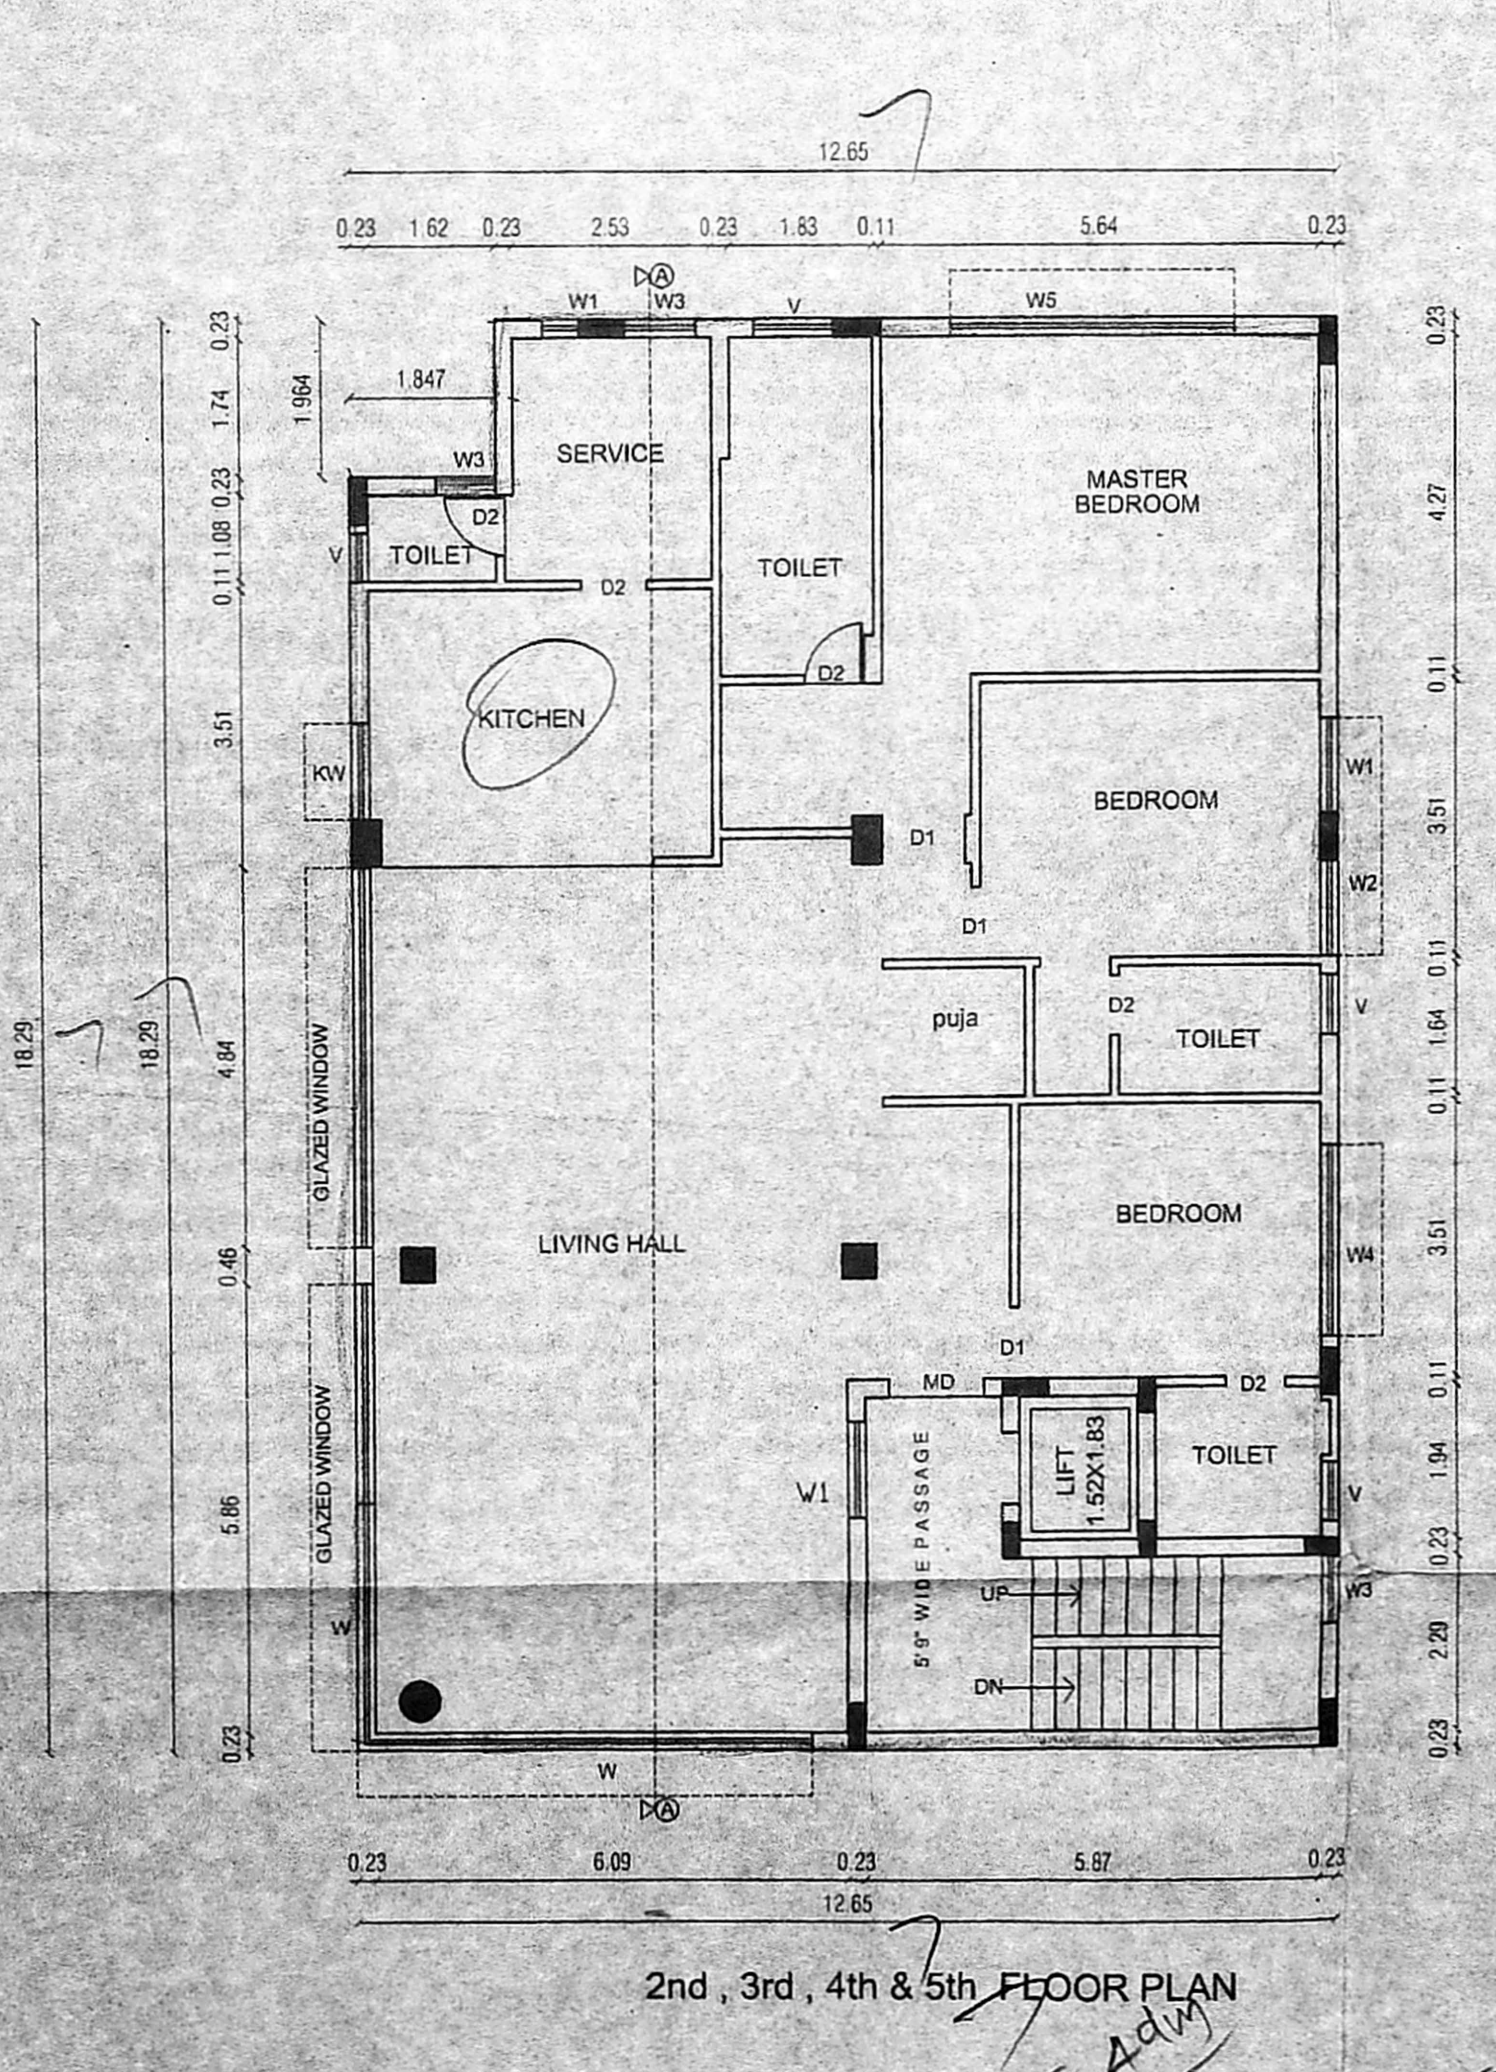 12.65
0.23 1.62 0.23 2.53 0.23 1.83 0.11 5.64 0.23
A
W1 W3 V W5
0.23
1.74
0.23
1.08
0.11
3.51
4.84
0.46
5.86
0.23
1.964
1.847
18.29
18.29
W3
SERVICE
MASTER
BEDROOM
D2
V
TOILET
TOILET
D2
D2
KITCHEN
KW
BEDROOM
W1
D1
W2
D1
puja
D2
TOILET
V
GLAZED WINDOW
LIVING HALL
BEDROOM
W4
D1
MD
D2
GLAZED WINDOW
W1
5'9" WIDE PASSAGE
LIFT
1.52X1.83
TOILET
V
UP
W3
W
DN
W
A
0.23
4.27
0.11
3.51
0.11
1.64
0.11
3.51
0.11
1.94
0.23
2.29
0.23
0.23 6.09 0.23 5.87 0.23
12.65
2nd , 3rd , 4th & 5th FLOOR PLAN